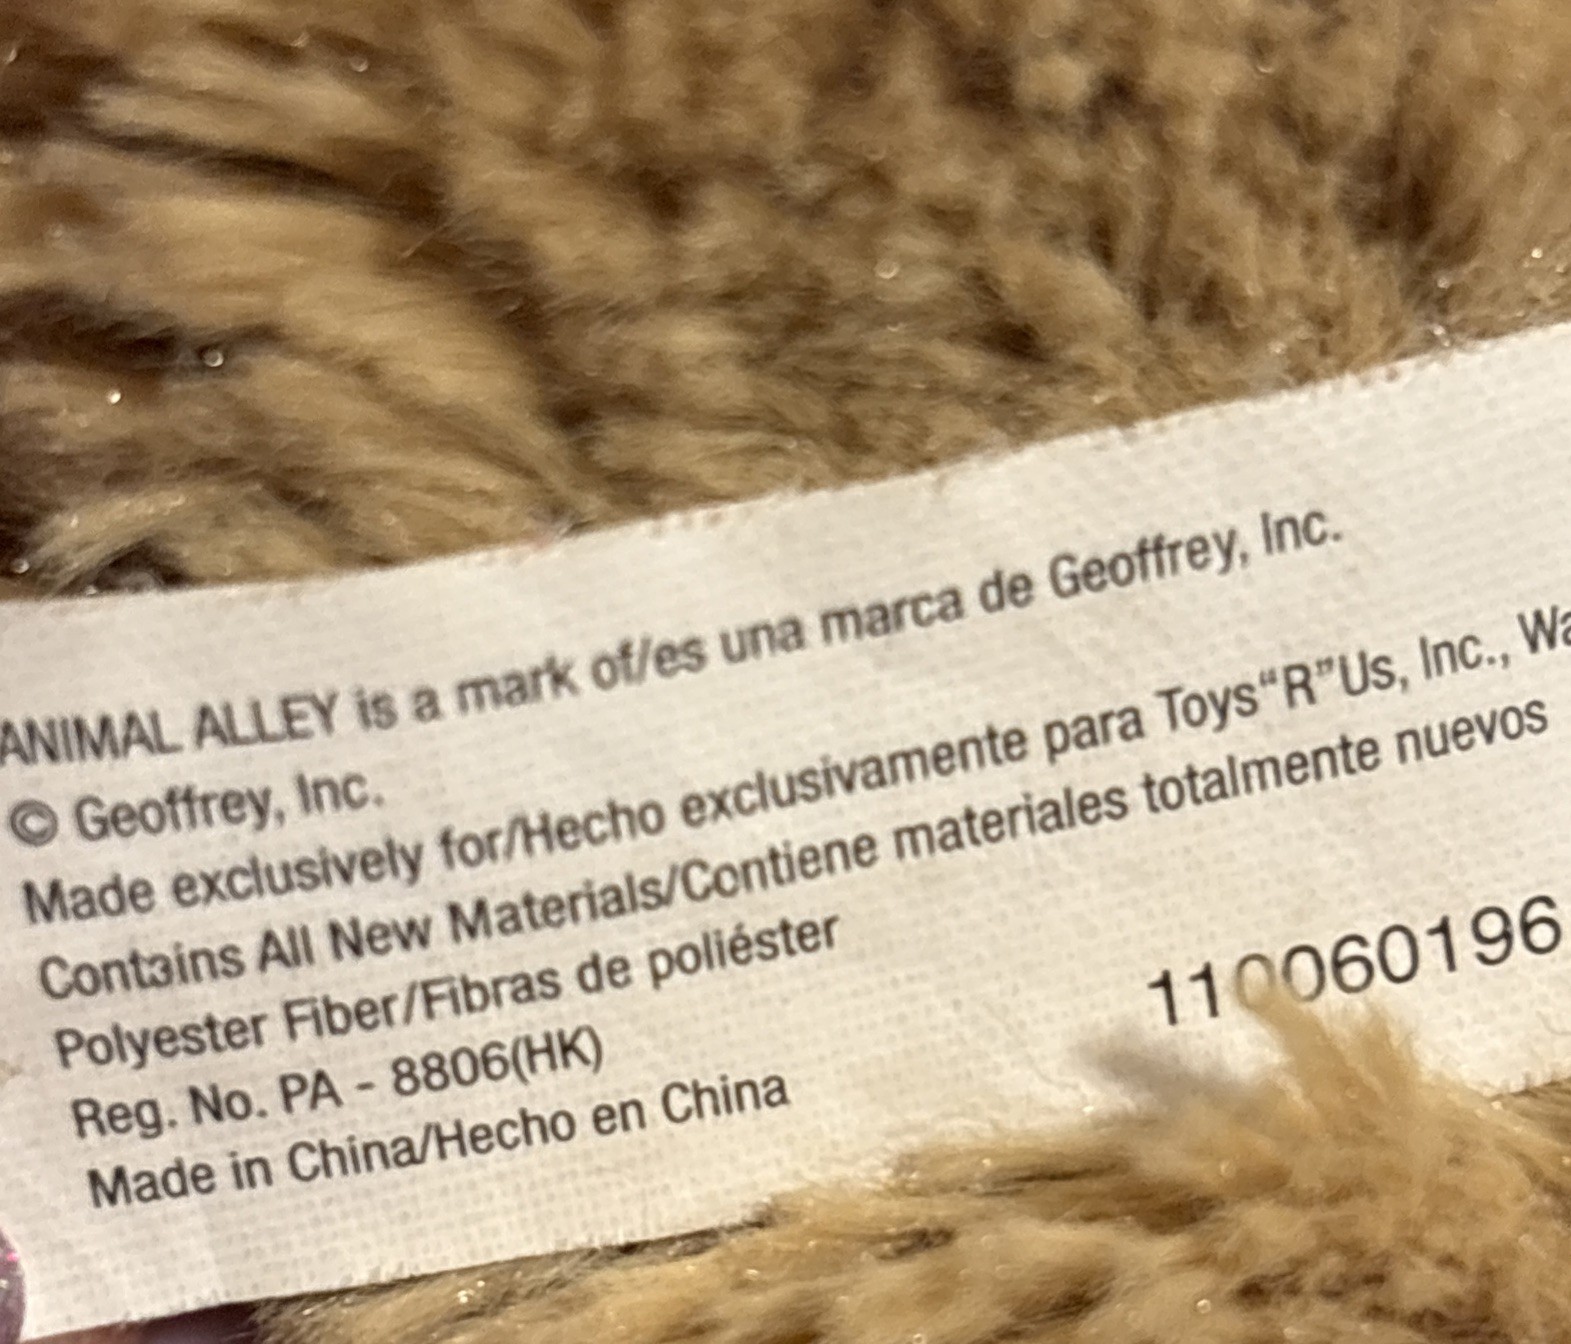 ANIMAL ALLEY is a mark of/es una marca de Geoffrey, Inc.
© Geoffrey, Inc.
Made exclusively for/Hecho exclusivamente para Toys“R”Us, Inc.,
Contains All New Materials/Contiene materiales totalmente nuevos
Polyester Fiber/Fibras de poliéster
110060196
Reg. No. PA - 8806(HK)
Made in China/Hecho en China